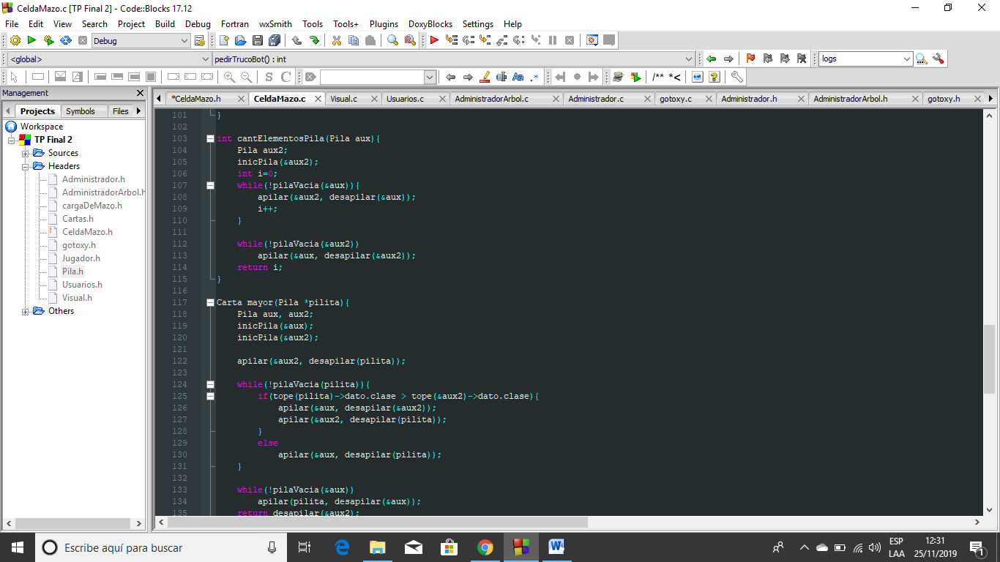 CeldaMazo.c [TP Final 2] - Code::Blocks 17.12
File Edit View Search Project Build Debug Fortran wxSmith Tools Tools+ Plugins DoxyBlocks Settings Help
Debug
<global> pedirTrucoBot() : int logs
S C Aa .* /** *<
Management
Projects Symbols Files
Workspace
TP Final 2
Sources
Headers
Administrador.h
AdministradorArbol.h
cargaDeMazo.h
Cartas.h
CeldaMazo.h
gotoxy.h
Jugador.h
Pila.h
Usuarios.h
Visual.h
Others
*CeldaMazo.h CeldaMazo.c Visual.c Usuarios.c AdministradorArbol.c Administrador.c gotoxy.c Administrador.h AdministradorArbol.h gotoxy.h
101 }
102
103 int cantElementosPila(Pila aux){
104 Pila aux2;
105 inicPila(&aux2);
106 int i=0;
107 while(!pilaVacia(&aux)){
108 apilar(&aux2, desapilar(&aux));
109 i++;
110 }
111
112 while(!pilaVacia(&aux2))
113 apilar(&aux, desapilar(&aux2));
114 return i;
115 }
116
117 Carta mayor(Pila *pilita){
118 Pila aux, aux2;
119 inicPila(&aux);
120 inicPila(&aux2);
121
122 apilar(&aux2, desapilar(pilita));
123
124 while(!pilaVacia(pilita)){
125 if(tope(pilita)->dato.clase > tope(&aux2)->dato.clase){
126 apilar(&aux, desapilar(&aux2));
127 apilar(&aux2, desapilar(pilita));
128 }
129 else
130 apilar(&aux, desapilar(pilita));
131 }
132
133 while(!pilaVacia(&aux))
134 apilar(pilita, desapilar(&aux));
135 return desapilar(&aux2);
Escribe aquí para buscar
ESP
LAA
12:31
25/11/2019
1